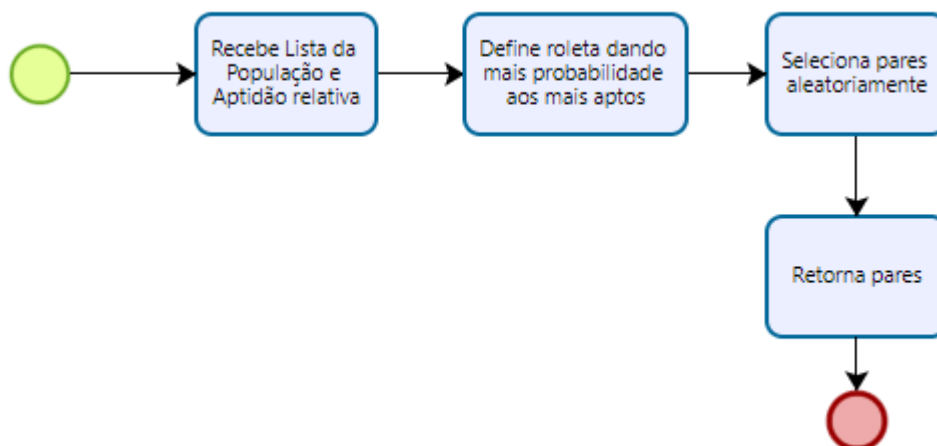 Recebe Lista da
População e
Aptidão relativa
Define roleta dando
mais probabilidade
aos mais aptos
Seleciona pares
aleatoriamente
Retorna pares